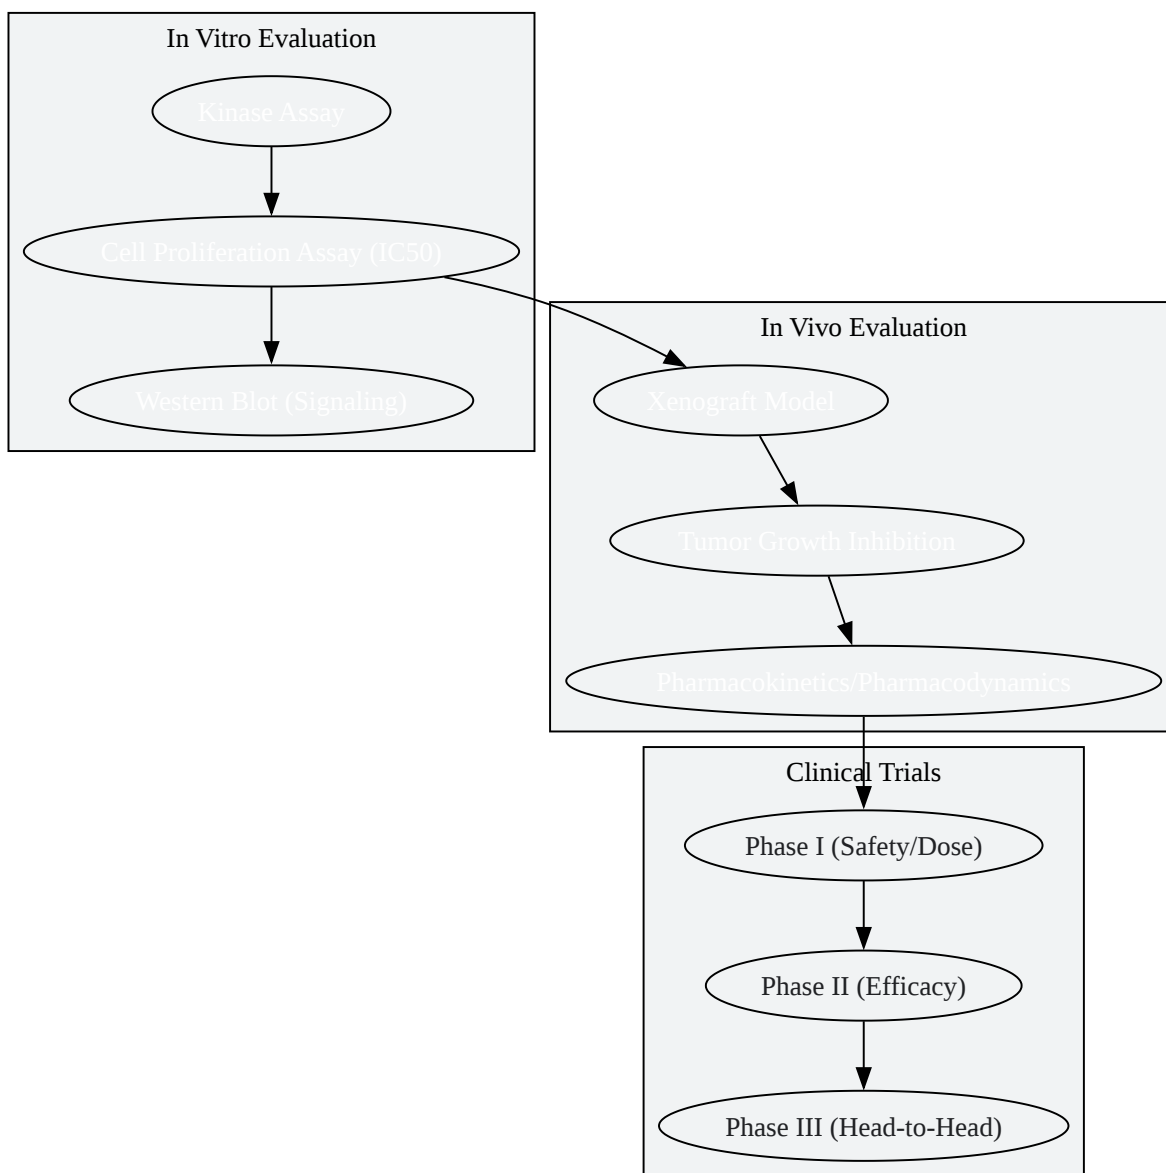 In Vitro Evaluation
Kinase Assay
Cell Proliferation Assay (IC50)
Western Blot (Signaling)
In Vivo Evaluation
Xenograft Model
Tumor Growth Inhibition
Pharmacokinetics/Pharmacodynamics
Clinical Trials
Phase I (Safety/Dose)
Phase II (Efficacy)
Phase III (Head-to-Head)